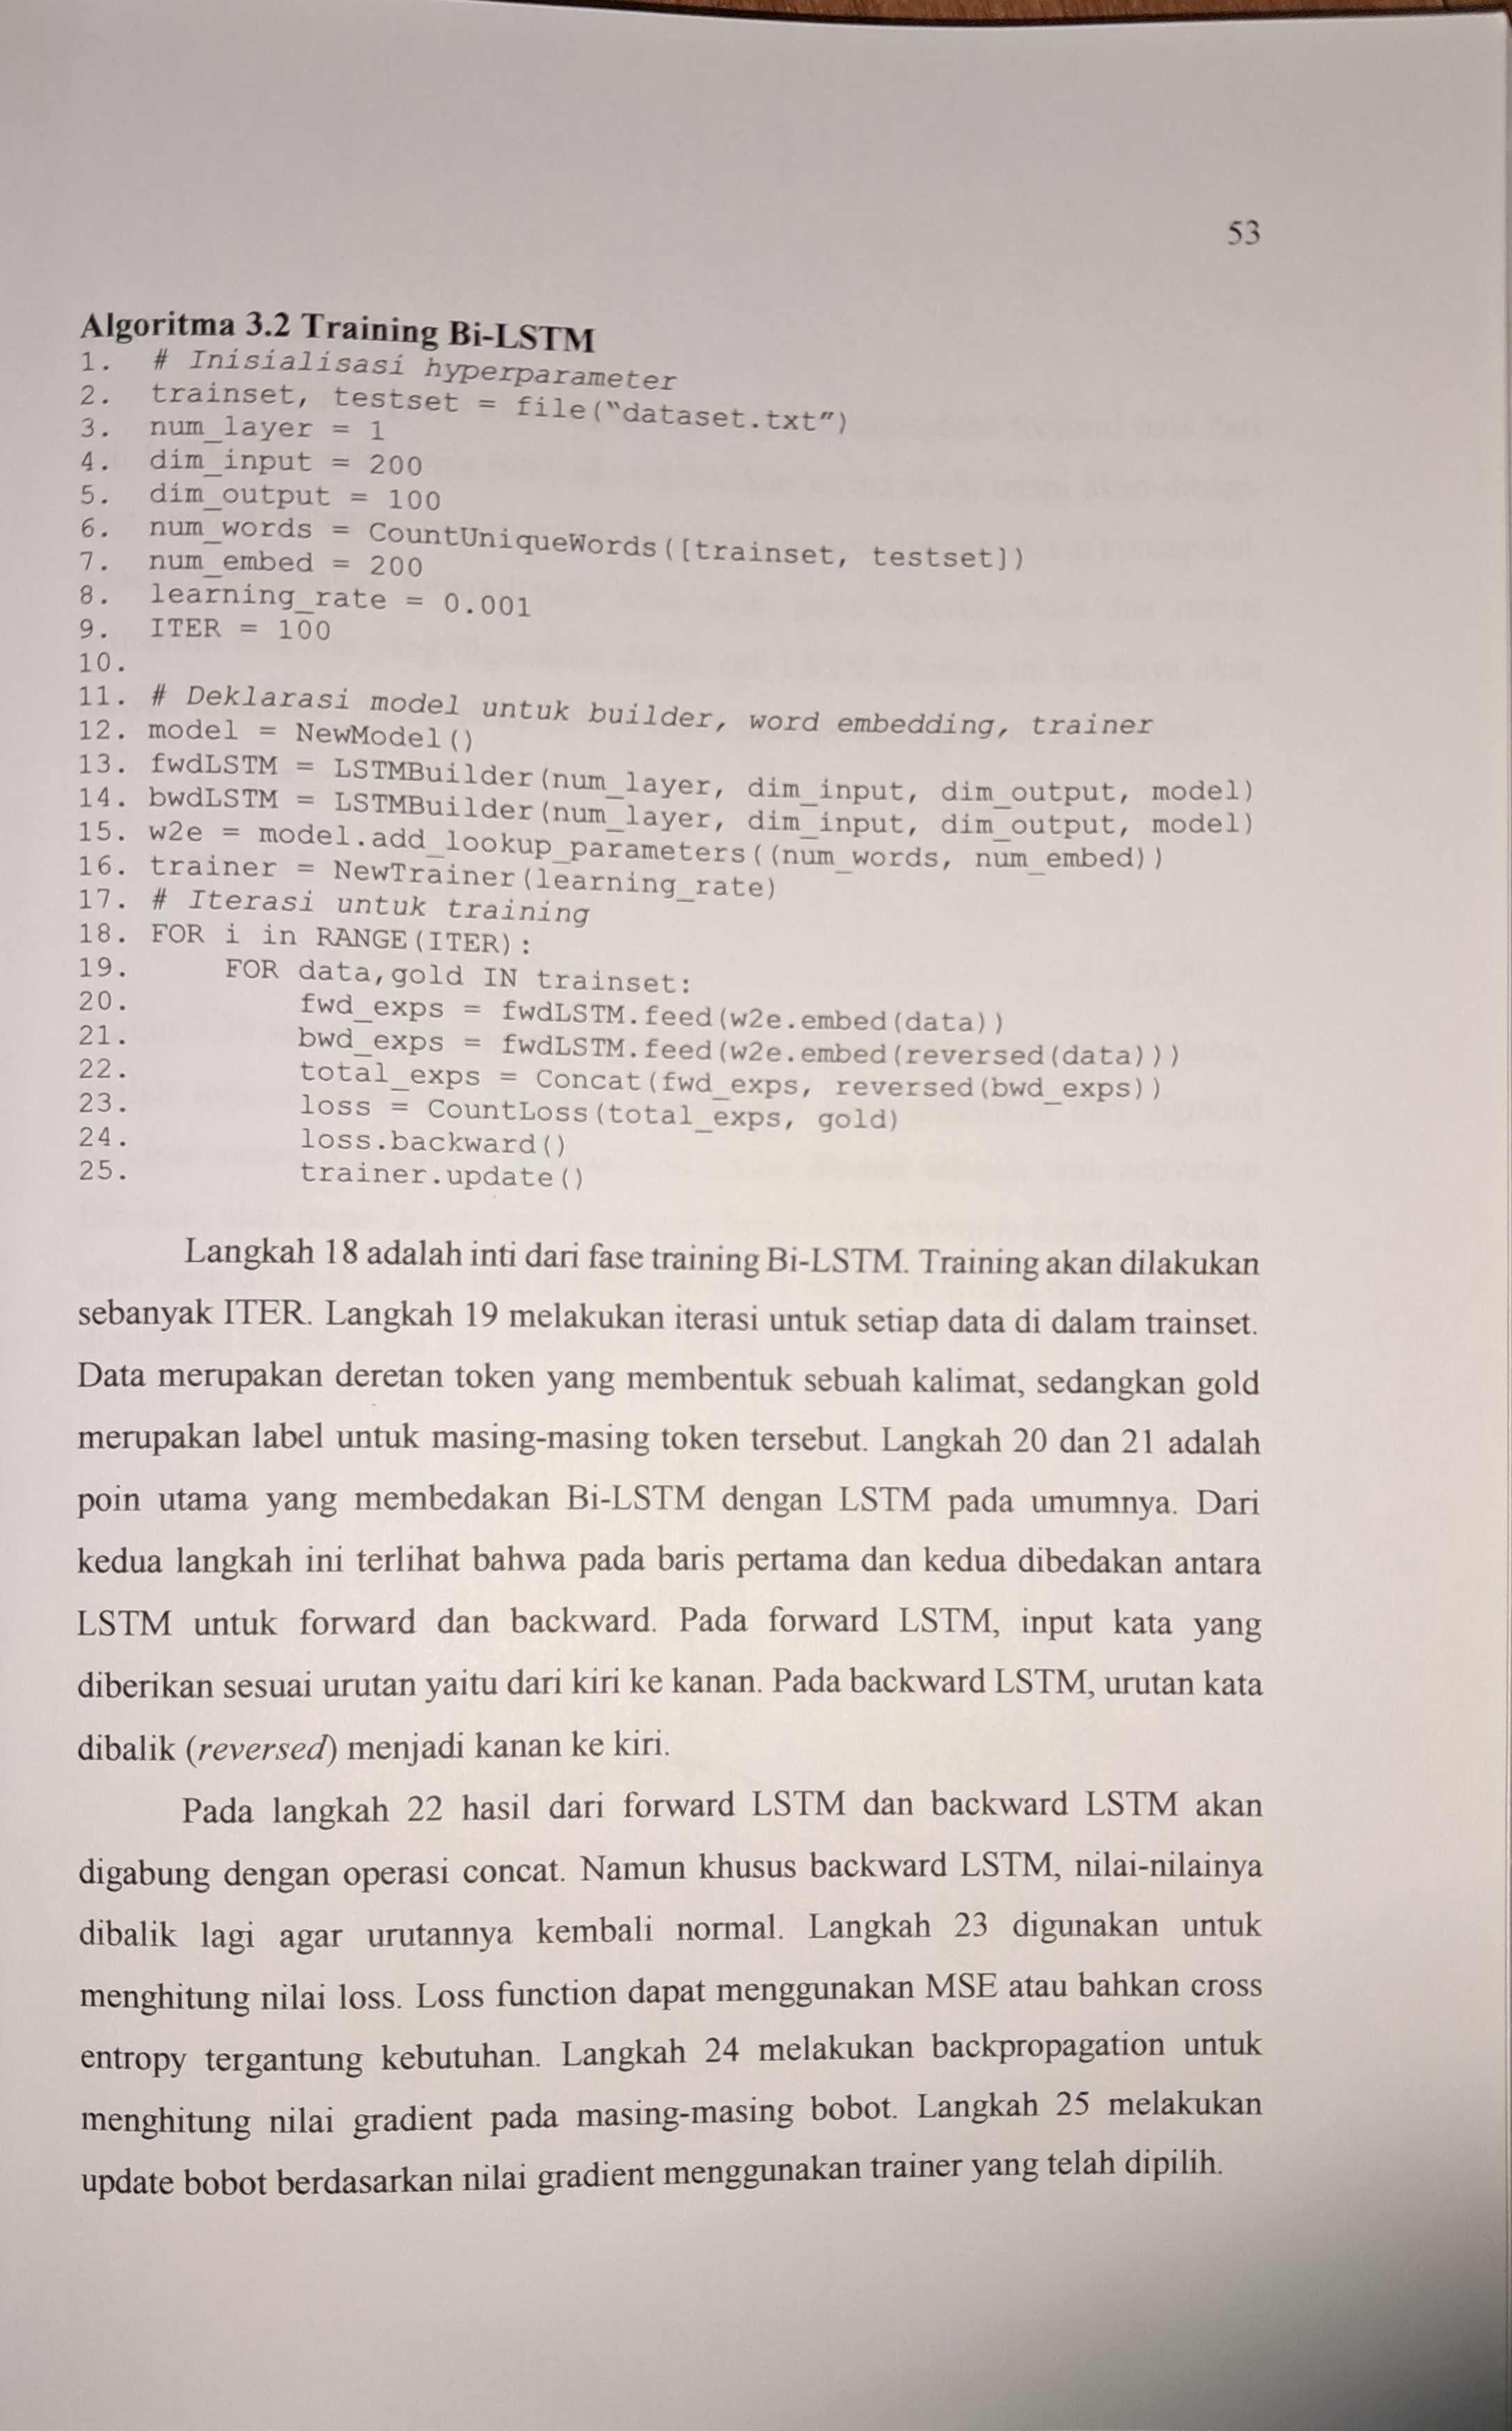 53
Algoritma 3.2 Training Bi-LSTM
1. # Inisialisasi hyperparameter
2. trainset, testset = file(“dataset.txt”)
3. num_layer = 1
4. dim_input = 200
5. dim_output = 100
6. num_words = CountUniqueWords([trainset, testset])
7. num_embed = 200
8. learning_rate = 0.001
9. ITER = 100
10.
11. # Deklarasi model untuk builder, word embedding, trainer
12. model = NewModel()
13. fwdLSTM = LSTMBuilder(num_layer, dim_input, dim_output, model)
14. bwdLSTM = LSTMBuilder(num_layer, dim_input, dim_output, model)
15. w2e = model.add_lookup_parameters((num_words, num_embed))
16. trainer = NewTrainer(learning_rate)
17. # Iterasi untuk training
18. FOR i in RANGE(ITER):
19. FOR data,gold IN trainset:
20. fwd_exps = fwdLSTM.feed(w2e.embed(data))
21. bwd_exps = fwdLSTM.feed(w2e.embed(reversed(data)))
22. total_exps = Concat(fwd_exps, reversed(bwd_exps))
23. loss = CountLoss(total_exps, gold)
24. loss.backward()
25. trainer.update()
Langkah 18 adalah inti dari fase training Bi-LSTM. Training akan dilakukan
sebanyak ITER. Langkah 19 melakukan iterasi untuk setiap data di dalam trainset.
Data merupakan deretan token yang membentuk sebuah kalimat, sedangkan gold
merupakan label untuk masing-masing token tersebut. Langkah 20 dan 21 adalah
poin utama yang membedakan Bi-LSTM dengan LSTM pada umumnya. Dari
kedua langkah ini terlihat bahwa pada baris pertama dan kedua dibedakan antara
LSTM untuk forward dan backward. Pada forward LSTM, input kata yang
diberikan sesuai urutan yaitu dari kiri ke kanan. Pada backward LSTM, urutan kata
dibalik (reversed) menjadi kanan ke kiri.
Pada langkah 22 hasil dari forward LSTM dan backward LSTM akan
digabung dengan operasi concat. Namun khusus backward LSTM, nilai-nilainya
dibalik lagi agar urutannya kembali normal. Langkah 23 digunakan untuk
menghitung nilai loss. Loss function dapat menggunakan MSE atau bahkan cross
entropy tergantung kebutuhan. Langkah 24 melakukan backpropagation untuk
menghitung nilai gradient pada masing-masing bobot. Langkah 25 melakukan
update bobot berdasarkan nilai gradient menggunakan trainer yang telah dipilih.